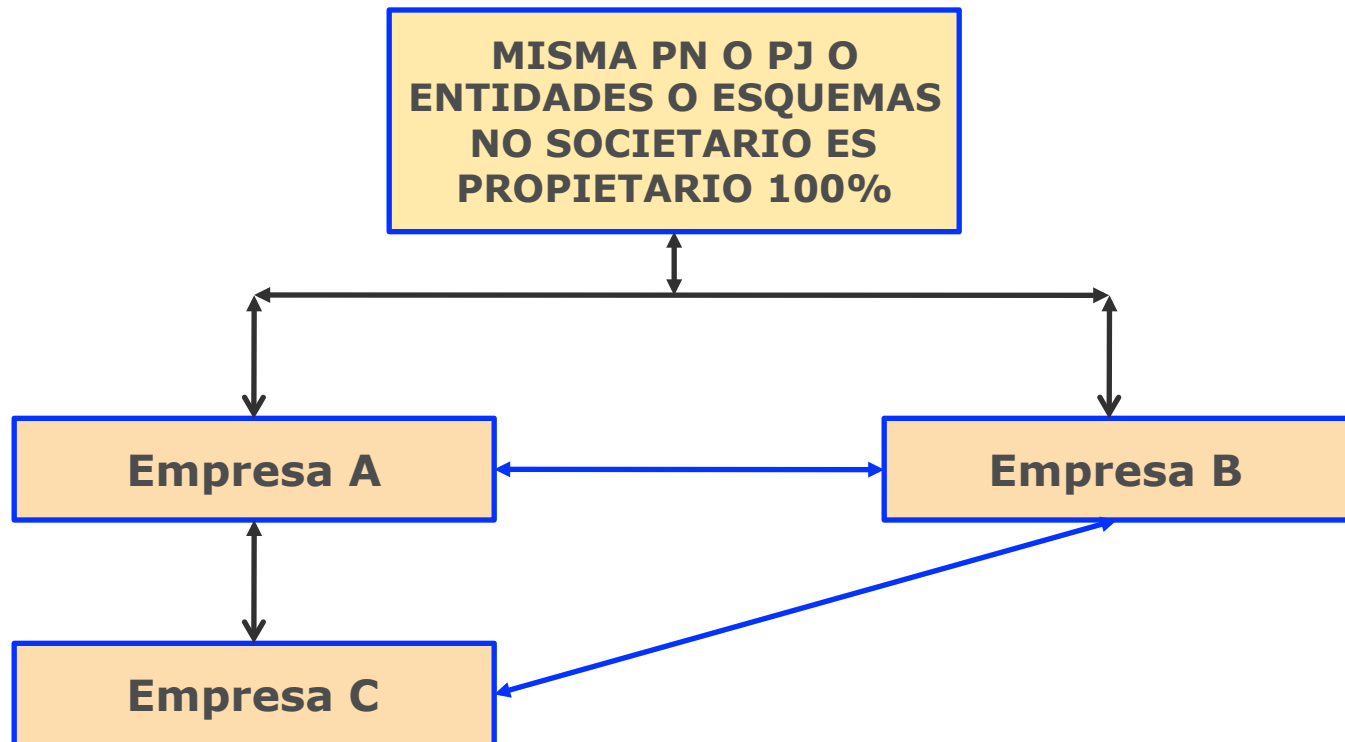 MISMA PN O PJ O
ENTIDADES O ESQUEMAS
NO SOCIETARIO ES
PROPIETARIO 100%
Empresa A
Empresa B
Empresa C